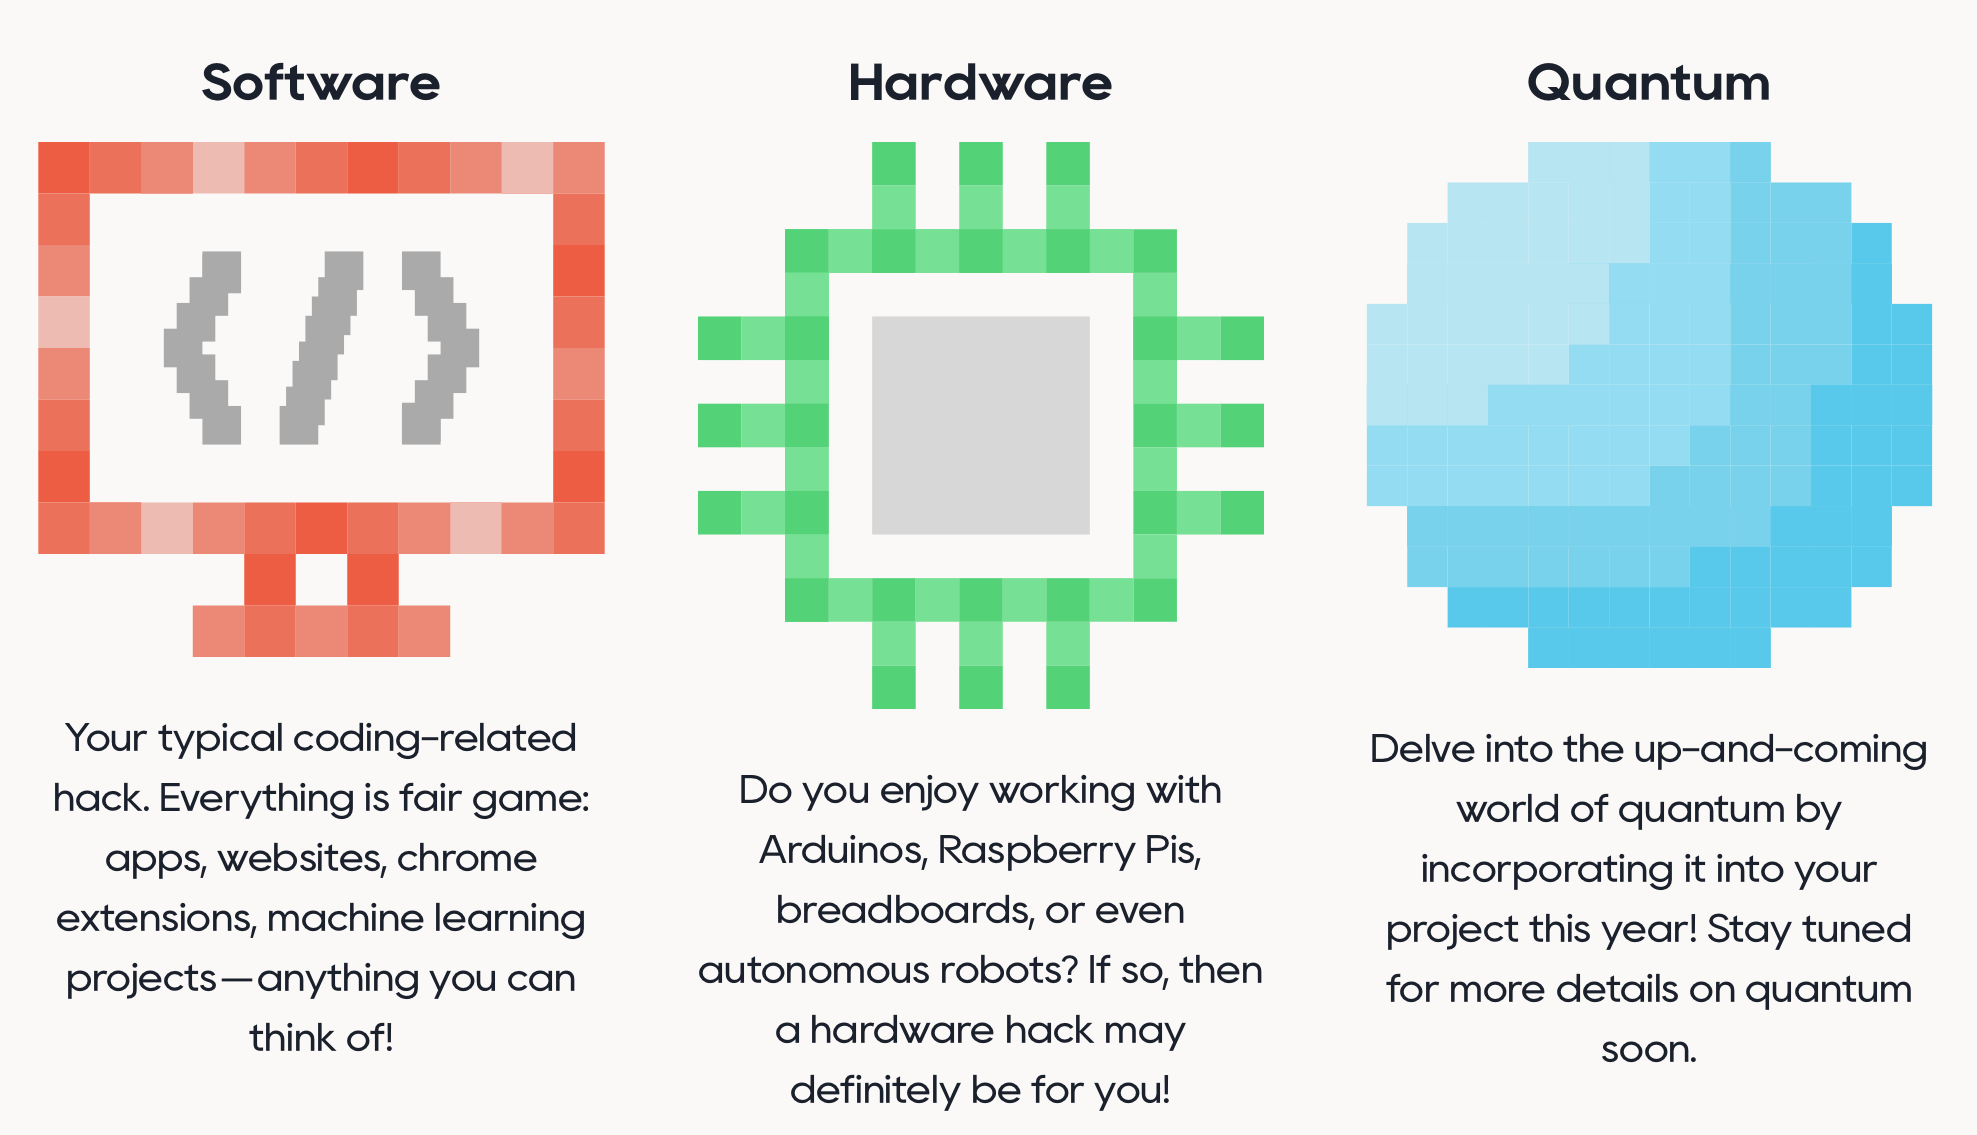 Software
Your typical coding-related
hack. Everything is fair game:
apps, websites, chrome
extensions, machine learning
projects—anything you can
think of!
Hardware
Do you enjoy working with
Arduinos, Raspberry Pis,
breadboards, or even
autonomous robots? If so, then
a hardware hack may
definitely be for you!
Quantum
Delve into the up-and-coming
world of quantum by
incorporating it into your
project this year! Stay tuned
for more details on quantum
soon.